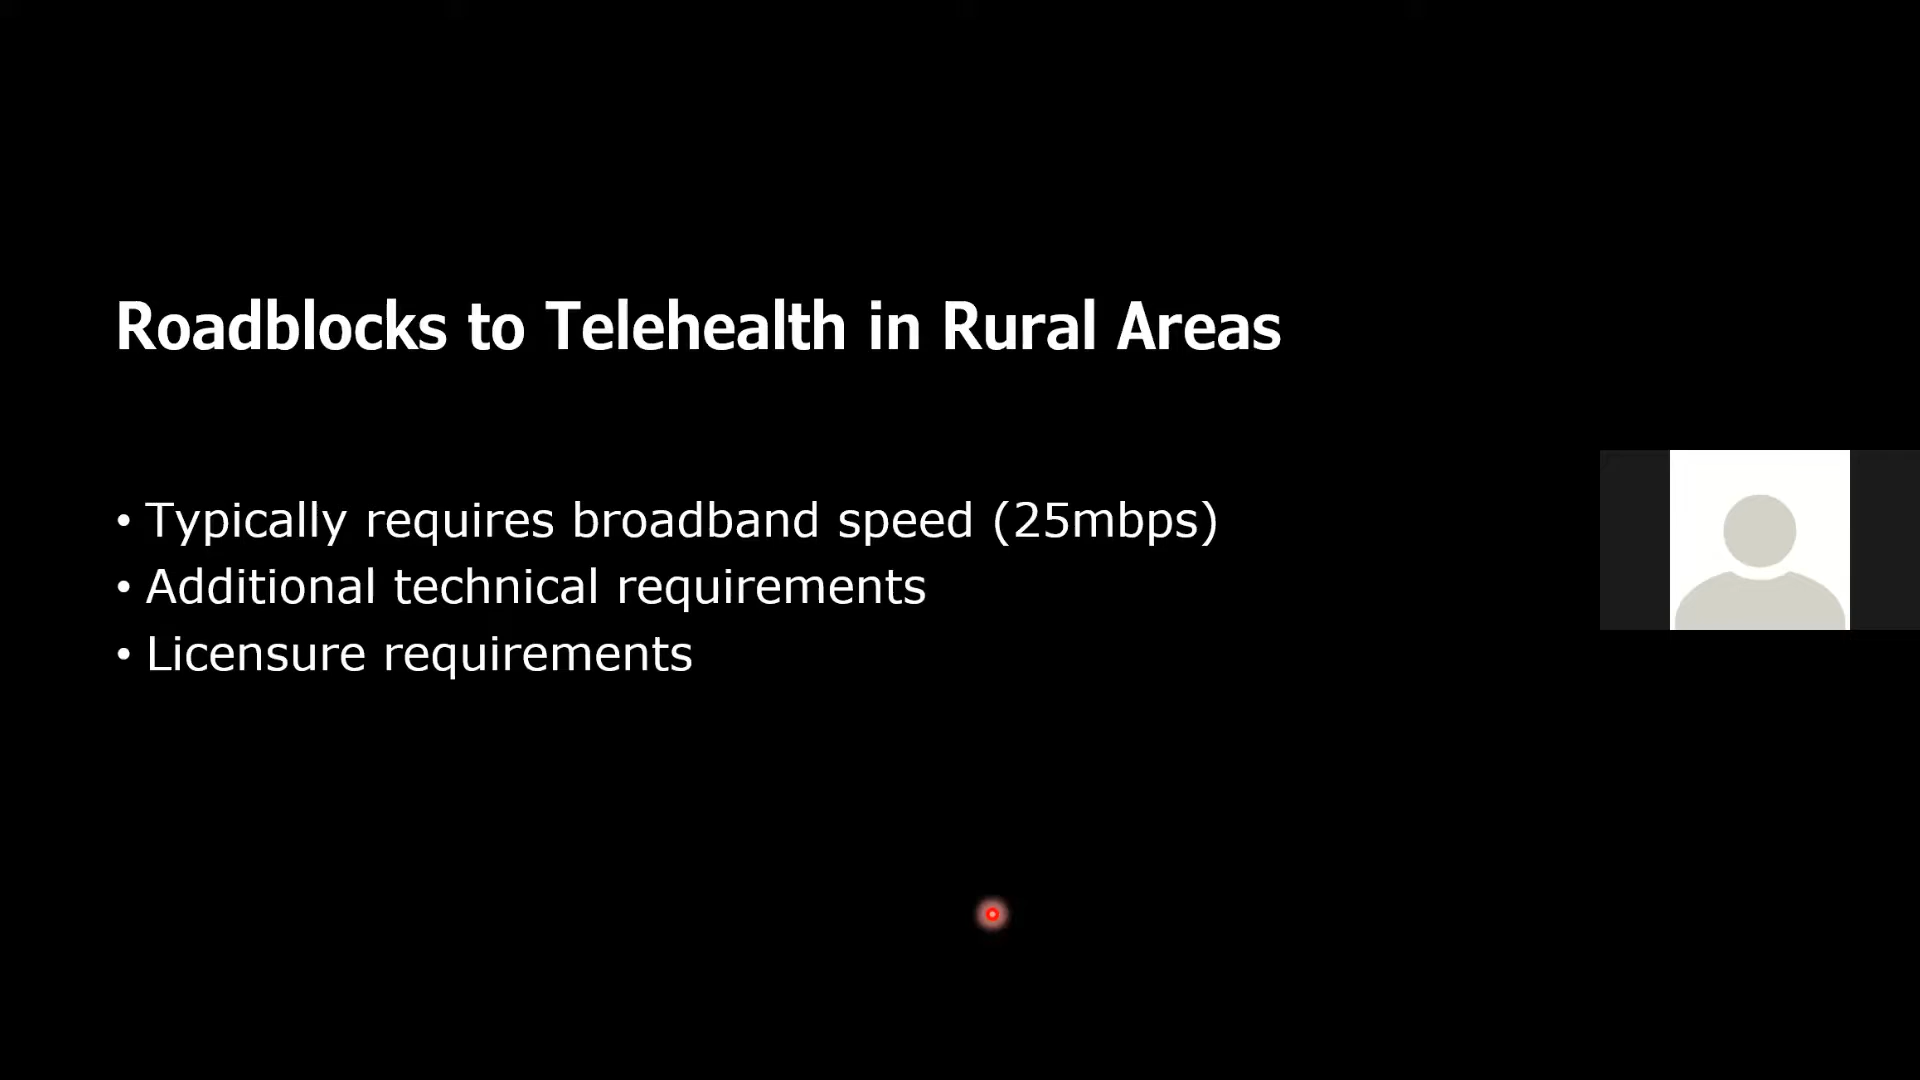 Roadblocks to Telehealth in Rural Areas
• Typically requires broadband speed (25mbps)
• Additional technical requirements
• Licensure requirements